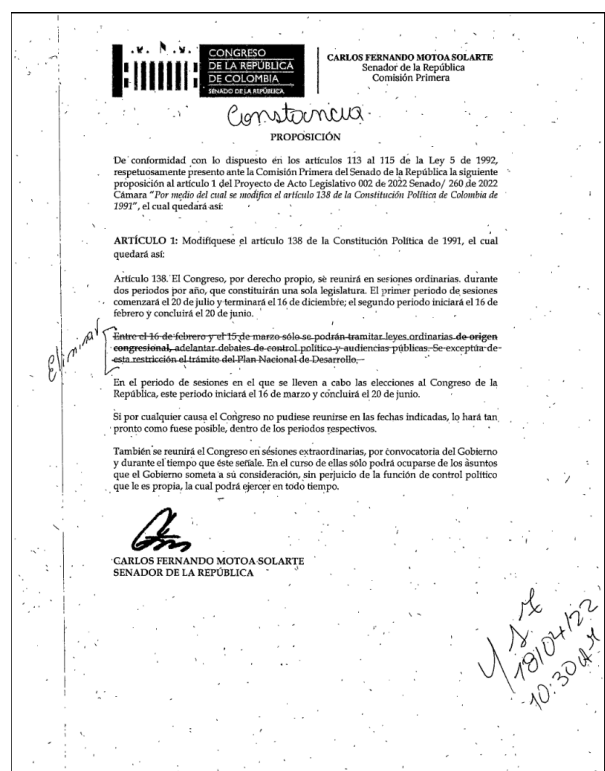 CONGRESO
DE LA REPÚBLICA
DE COLOMBIA
SENADO DE LA REPÚBLICA
CARLOS FERNANDO MOTOA SOLARTE
Senador de la República
Comisión Primera
Constancia
PROPOSICIÓN
De conformidad con lo dispuesto en los artículos 113 al 115 de la Ley 5 de 1992,
respetuosamente presento ante la Comisión Primera del Senado de la República la siguiente
proposición al artículo 1 del Proyecto de Acto Legislativo 002 de 2022 Senado/ 260 de 2022
Cámara "Por medio del cual se modifica el artículo 138 de la Constitución Política de Colombia de
1991", el cual quedará así:
ARTÍCULO 1: Modifíquese el artículo 138 de la Constitución Política de 1991, el cual
quedará así:
Artículo 138. El Congreso, por derecho propio, se reunirá en sesiones ordinarias. durante
dos periodos por año, que constituirán una sola legislatura. El primer periodo de sesiones
comenzará el 20 de julio y terminará el 16 de diciembre; el segundo periodo iniciará el 16 de
febrero y concluirá el 20 de junio.
Eliminar
Entre el 16 de febrero y el 15 de marzo sólo se podrán tramitar leyes ordinarias de origen
congresional, adelantar debates de control político y audiencias públicas. Se exceptúa de
esta restricción el trámite del Plan Nacional de Desarrollo.
En el periodo de sesiones en el que se lleven a cabo las elecciones al Congreso de la
República, este periodo iniciará el 16 de marzo y concluirá el 20 de junio.
Si por cualquier causa el Congreso no pudiese reunirse en las fechas indicadas, lo hará tan
pronto como fuese posible, dentro de los periodos respectivos.
También se reunirá el Congreso en sesiones extraordinarias, por convocatoria del Gobierno
y durante el tiempo que éste señale. En el curso de ellas sólo podrá ocuparse de los asuntos
que el Gobierno someta a su consideración, sin perjuicio de la función de control político
que le es propia, la cual podrá ejercer en todo tiempo.
CARLOS FERNANDO MOTOA SOLARTE
SENADOR DE LA REPÚBLICA
18/04/22
10:30 AM